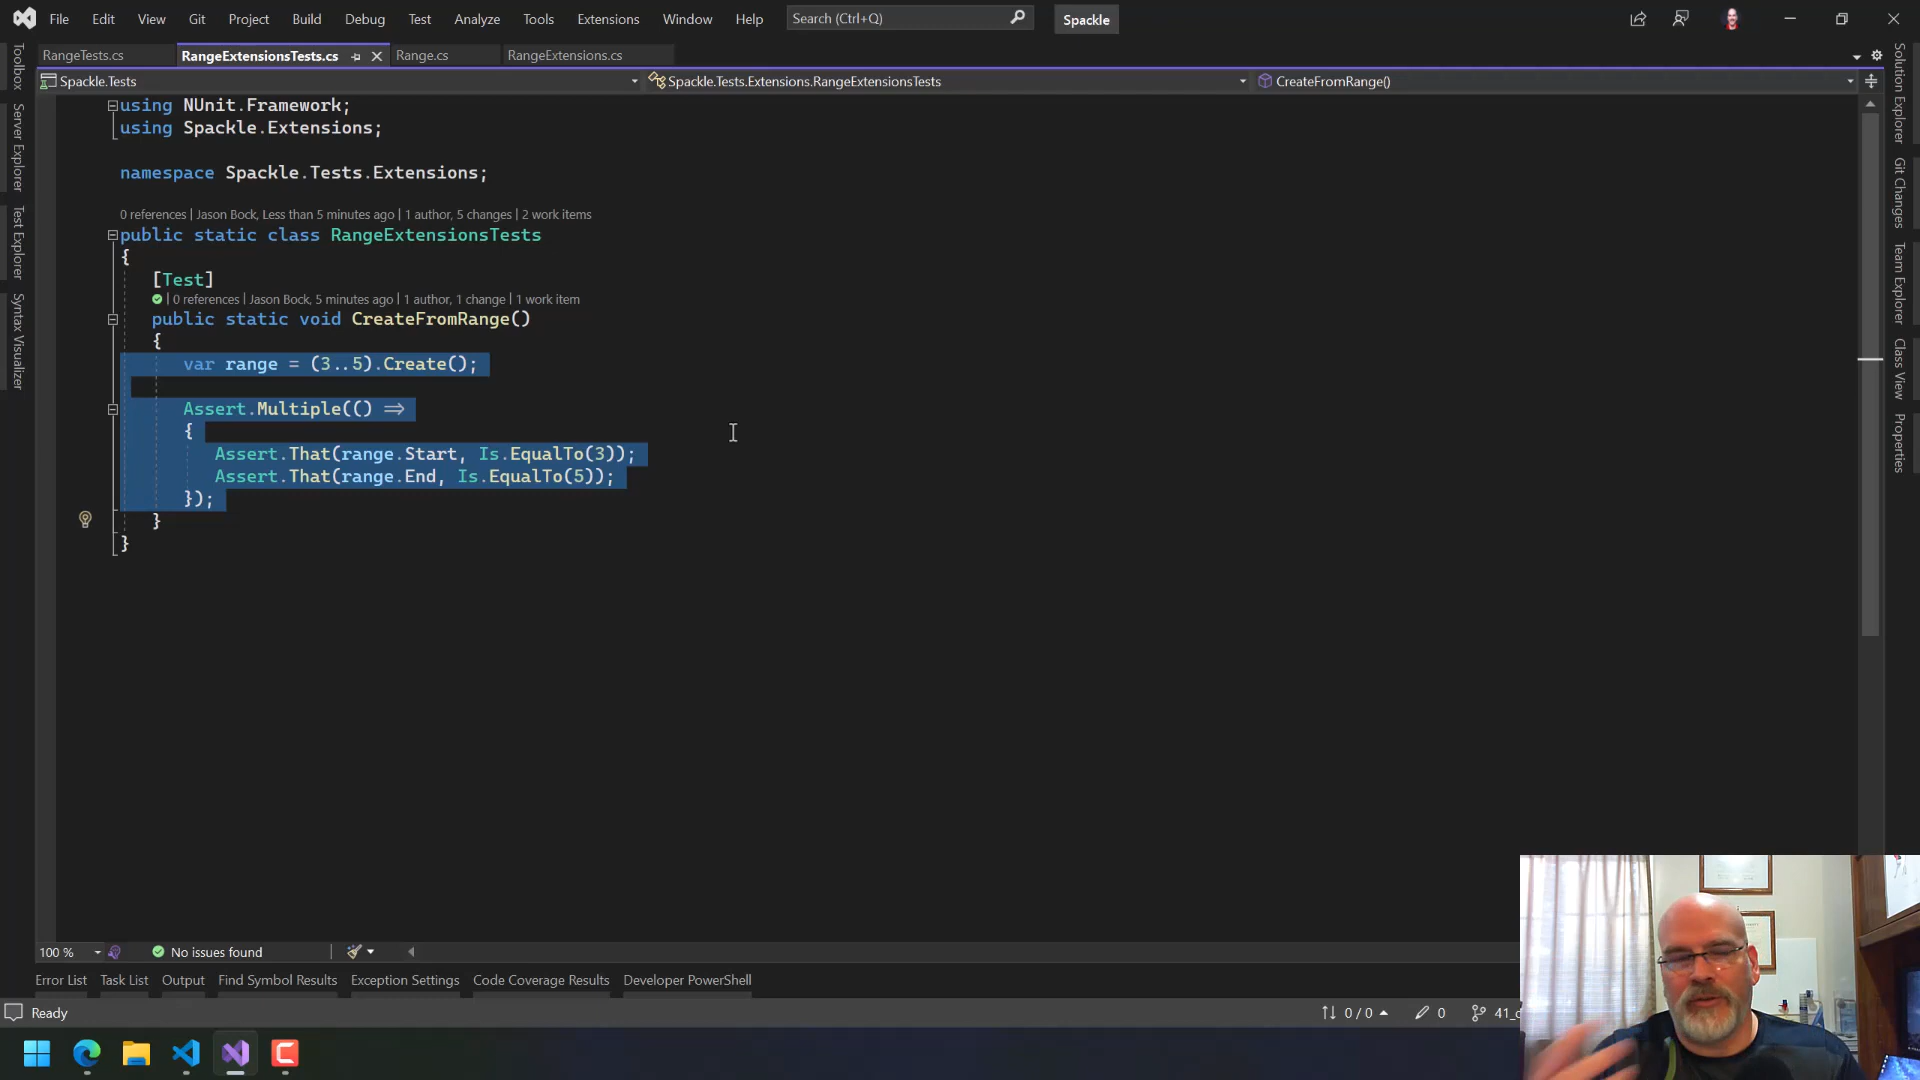 File Edit View Git Project Build Debug Test Analyze Tools Extensions Window Help Search (Ctrl+Q) Spackle
RangeTests.cs RangeExtensionsTests.cs Range.cs RangeExtensions.cs
Spackle.Tests Spackle.Tests.Extensions.RangeExtensionsTests CreateFromRange()
Toolbox
Server Explorer
Test Explorer
Syntax Visualizer
using NUnit.Framework;
using Spackle.Extensions;
namespace Spackle.Tests.Extensions;
0 references | Jason Bock, Less than 5 minutes ago | 1 author, 5 changes | 2 work items
public static class RangeExtensionsTests
{
[Test]
0 references | Jason Bock, 5 minutes ago | 1 author, 1 change | 1 work item
public static void CreateFromRange()
{
var range = (3..5).Create();
Assert.Multiple(() =>
{
Assert.That(range.Start, Is.EqualTo(3));
Assert.That(range.End, Is.EqualTo(5));
});
}
}
Solution Explorer
Git Changes
Team Explorer
Class View
Properties
100 % No issues found
Error List Task List Output Find Symbol Results Exception Settings Code Coverage Results Developer PowerShell
Ready 0 / 0 0